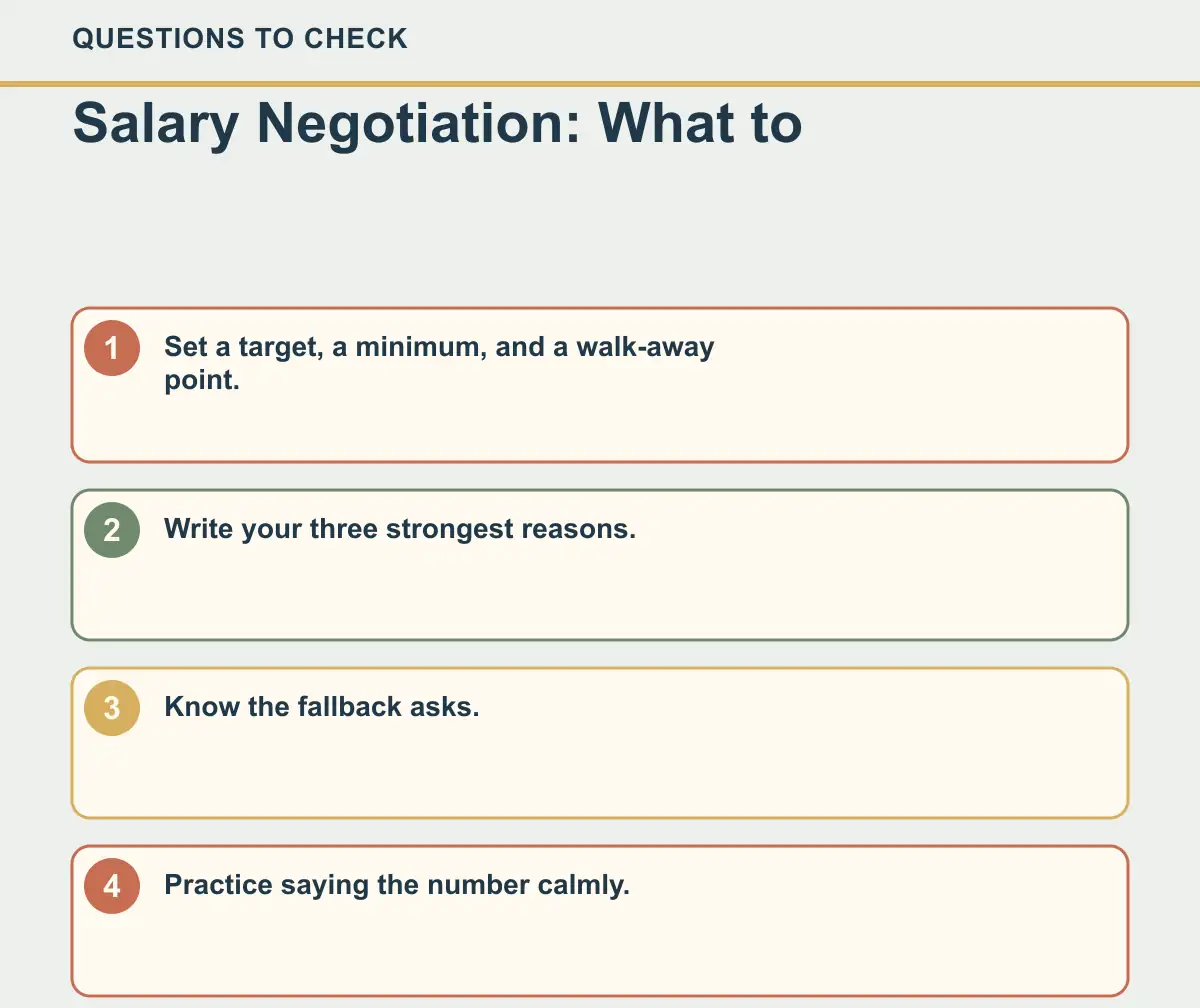 QUESTIONS TO CHECK
Salary Negotiation: What to
1
Set a target, a minimum, and a walk-away
point.
2
Write your three strongest reasons.
3
Know the fallback asks.
4
Practice saying the number calmly.